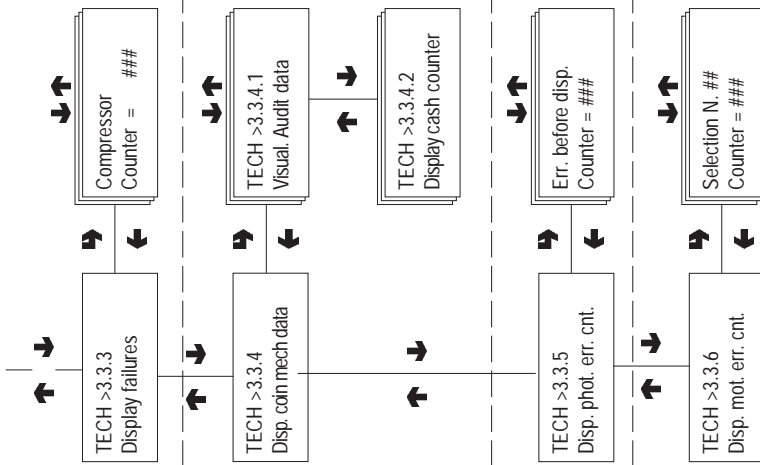 TECH >3.3.3
Display failures
Compressor
Counter = ###
TECH >3.3.4
Disp. coin mech data
TECH >3.3.4.1
Visual. Audit data
TECH >3.3.4.2
Display cash counter
TECH >3.3.5
Disp. phot. err. cnt.
Err. before disp.
Counter = ###
TECH >3.3.6
Disp. mot. err. cnt.
Selection N. ##
Counter = ###